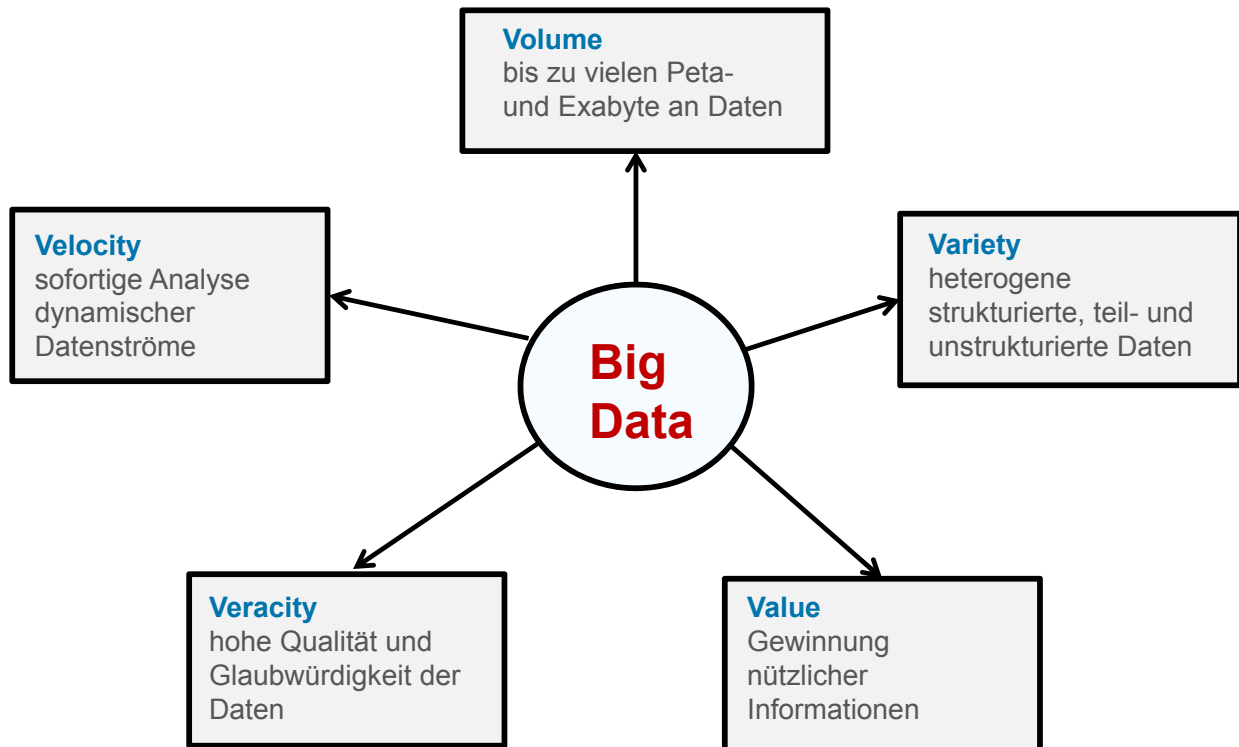 Volume
bis zu vielen Peta-
und Exabyte an Daten
Velocity
sofortige Analyse
dynamischer
Datenströme
Variety
heterogene
strukturierte, teil- und
unstrukturierte Daten
Big
Data
Veracity
hohe Qualität und
Glaubwürdigkeit der
Daten
Value
Gewinnung
nützlicher
Informationen